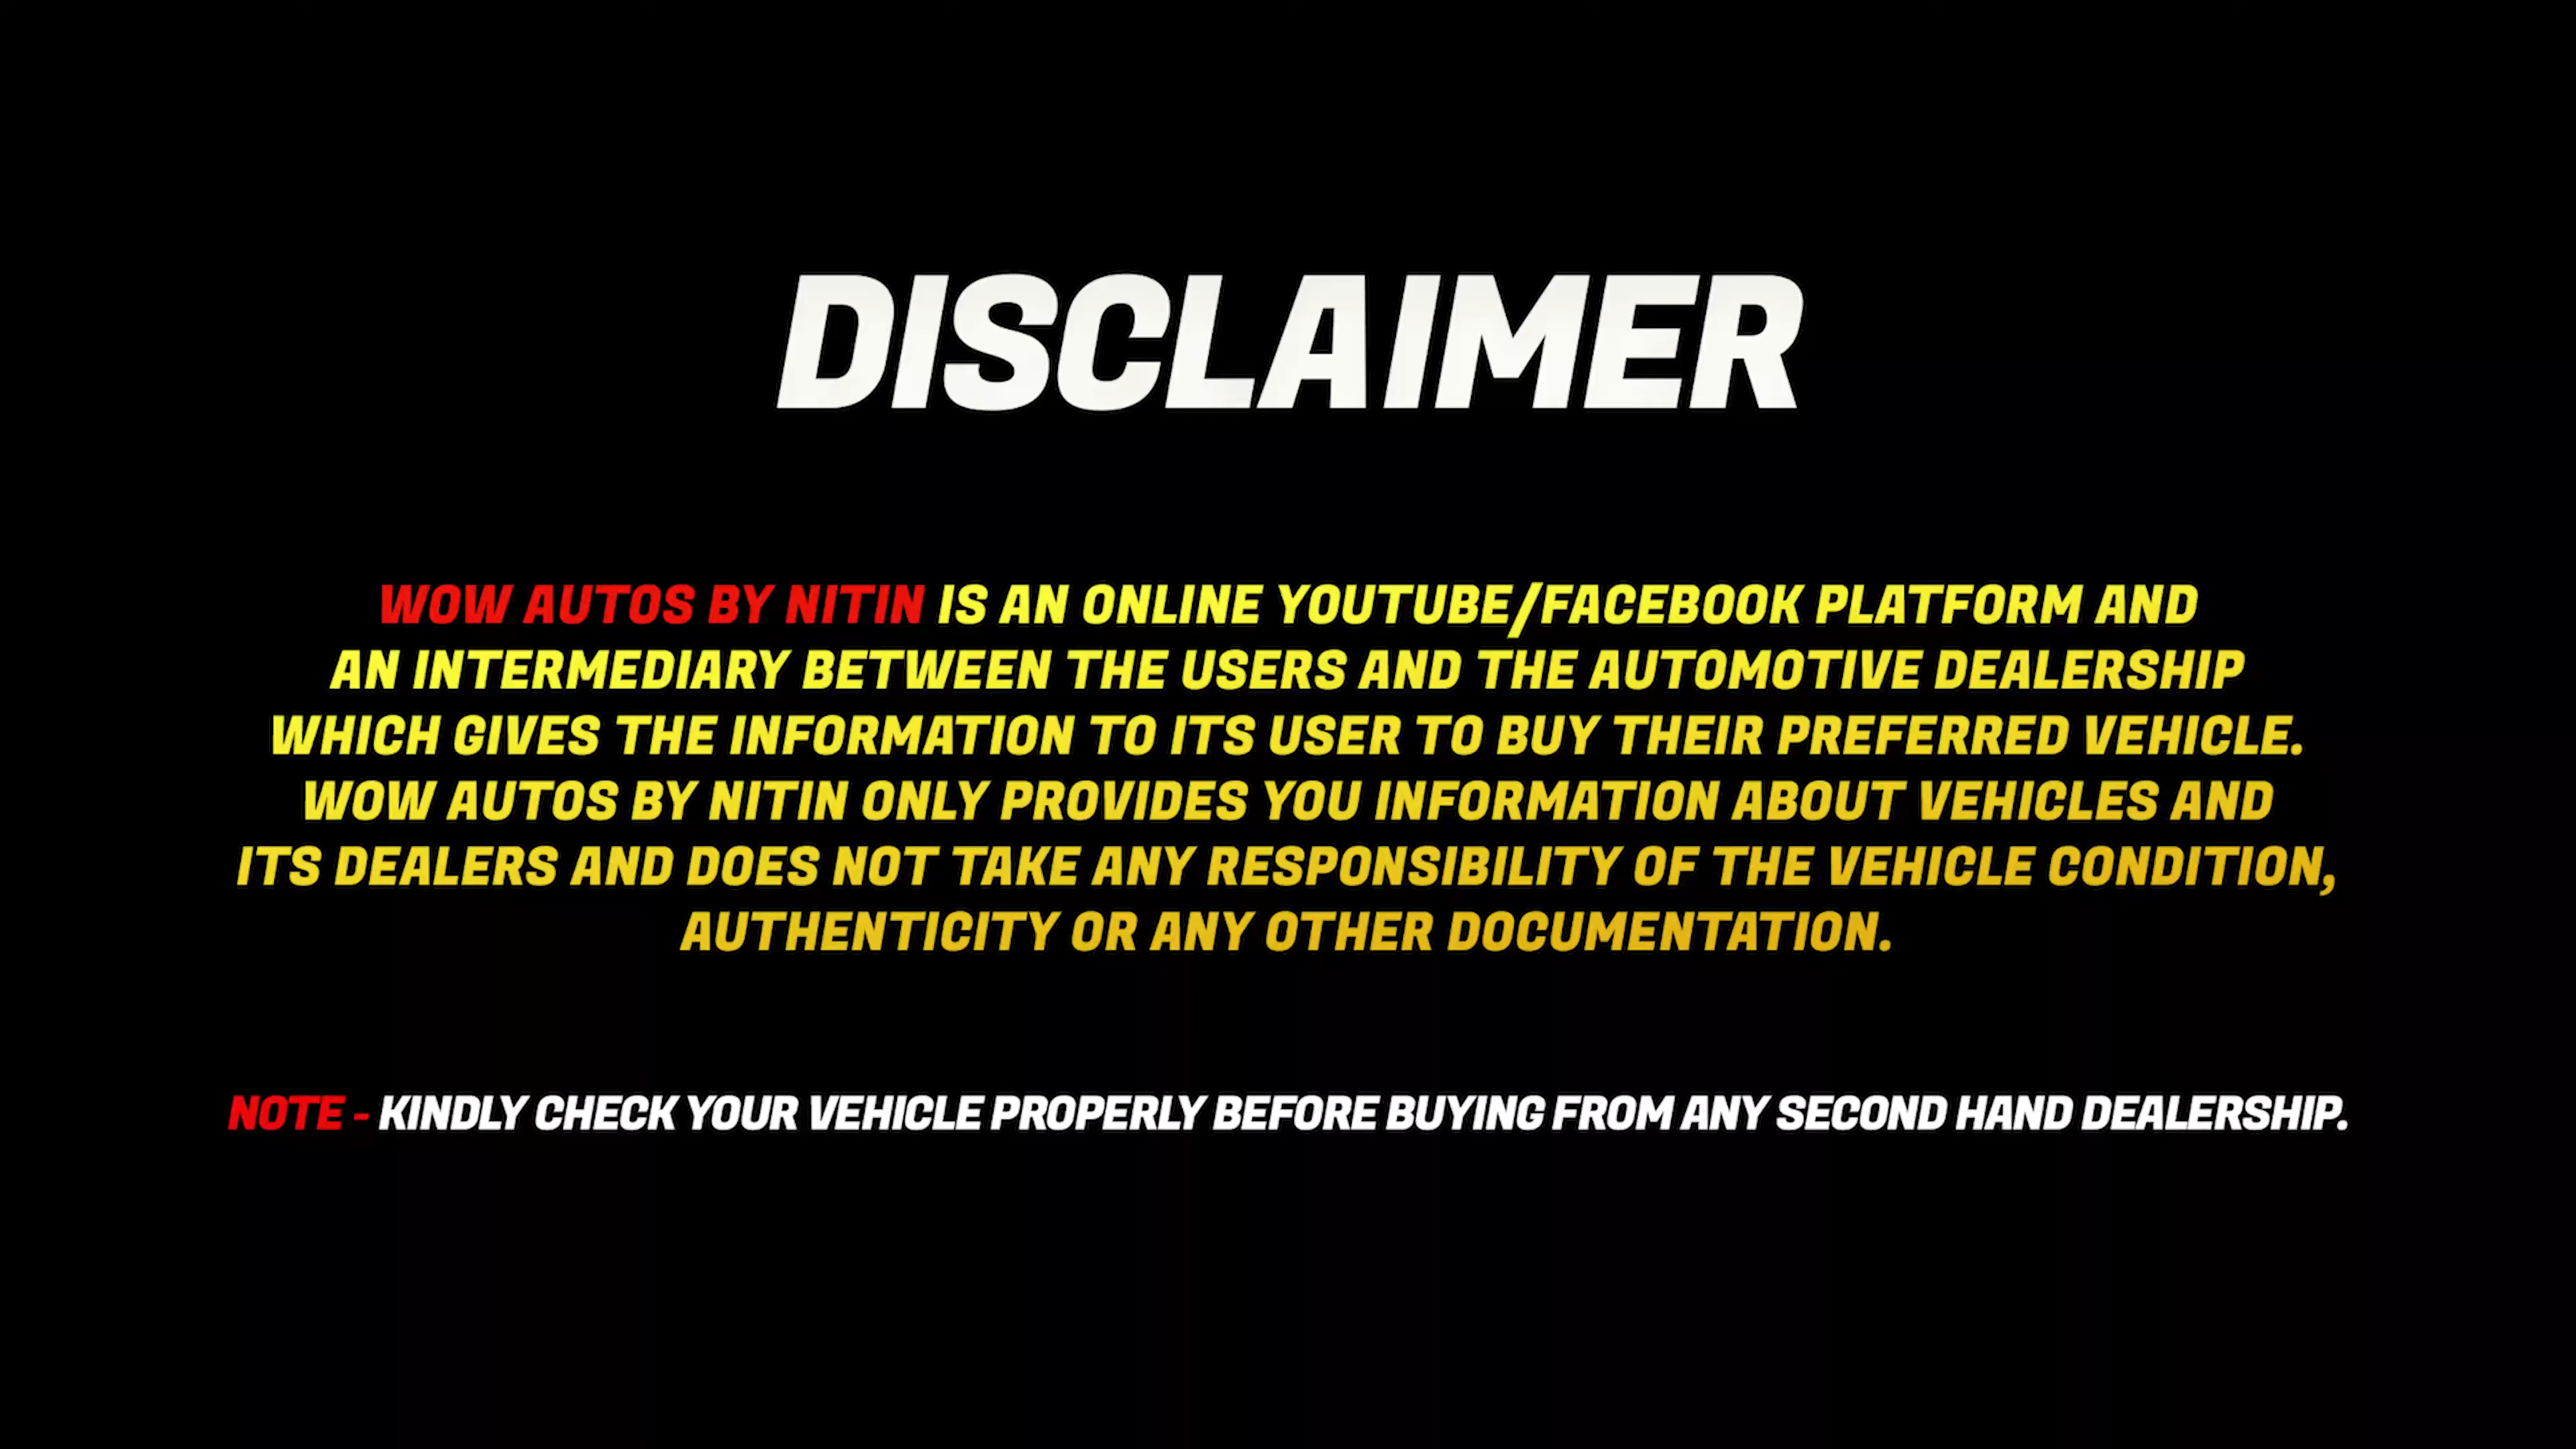 DISCLAIMER
WOW AUTOS BY NITIN IS AN ONLINE YOUTUBE/FACEBOOK PLATFORM AND
AN INTERMEDIARY BETWEEN THE USERS AND THE AUTOMOTIVE DEALERSHIP
WHICH GIVES THE INFORMATION TO ITS USER TO BUY THEIR PREFERRED VEHICLE.
WOW AUTOS BY NITIN ONLY PROVIDES YOU INFORMATION ABOUT VEHICLES AND
ITS DEALERS AND DOES NOT TAKE ANY RESPONSIBILITY OF THE VEHICLE CONDITION,
AUTHENTICITY OR ANY OTHER DOCUMENTATION.
NOTE - KINDLY CHECK YOUR VEHICLE PROPERLY BEFORE BUYING FROM ANY SECOND HAND DEALERSHIP.